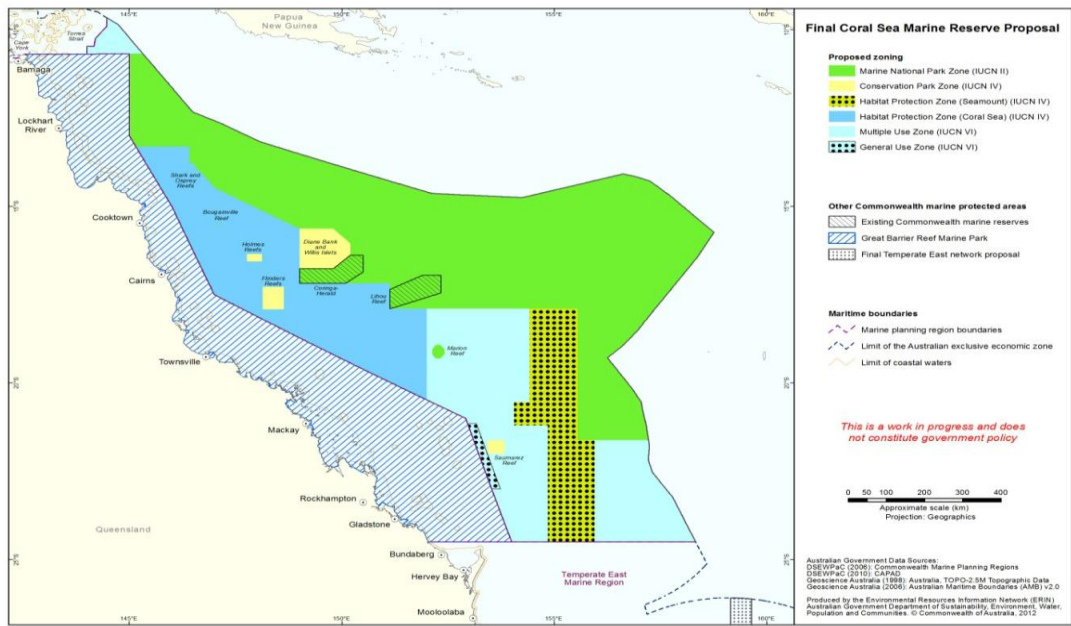 145°E
150°E
155°E
160°E
Papua
New Guinea
Torres
Strait
Cape
York
Bamaga
Lockhart
River
Cooktown
Cairns
Townsville
Mackay
Rockhampton
Gladstone
Bundaberg
Hervey Bay
Mooloolaba
Queensland
Shark and
Osprey
Reefs
Bougainville
Reef
Holmes
Reefs
Diane Bank
and
Willis Islets
Flinders
Reefs
Coringa-
Herald
Lihou
Reef
Marion
Reef
Saumarez
Reef
Temperate East
Marine Region
15°S
20°S
25°S
145°E
150°E
155°E
160°E
Final Coral Sea Marine Reserve Proposal
Proposed zoning
Marine National Park Zone (IUCN II)
Conservation Park Zone (IUCN IV)
Habitat Protection Zone (Seamount) (IUCN IV)
Habitat Protection Zone (Coral Sea) (IUCN IV)
Multiple Use Zone (IUCN VI)
General Use Zone (IUCN VI)
Other Commonwealth marine protected areas
Existing Commonwealth marine reserves
Great Barrier Reef Marine Park
Final Temperate East network proposal
Maritime boundaries
Marine planning region boundaries
Limit of the Australian exclusive economic zone
Limit of coastal waters
This is a work in progress and does
not constitute government policy
0 50 100 200 300 400
Approximate scale (km)
Projection: Geographics
Australian Government Data Sources:
DSEWPaC (2006): Commonwealth Marine Planning Regions
DSEWPaC (2010): CAPAD
Geoscience Australia (1998): Australia, TOPO-2.5M Topographic Data
Geoscience Australia (2006): Australian Maritime Boundaries (AMB) v2.0
Produced by the Environmental Resources Information Network (ERIN)
Australian Government Department of Sustainability, Environment, Water,
Population and Communities. © Commonwealth of Australia, 2012